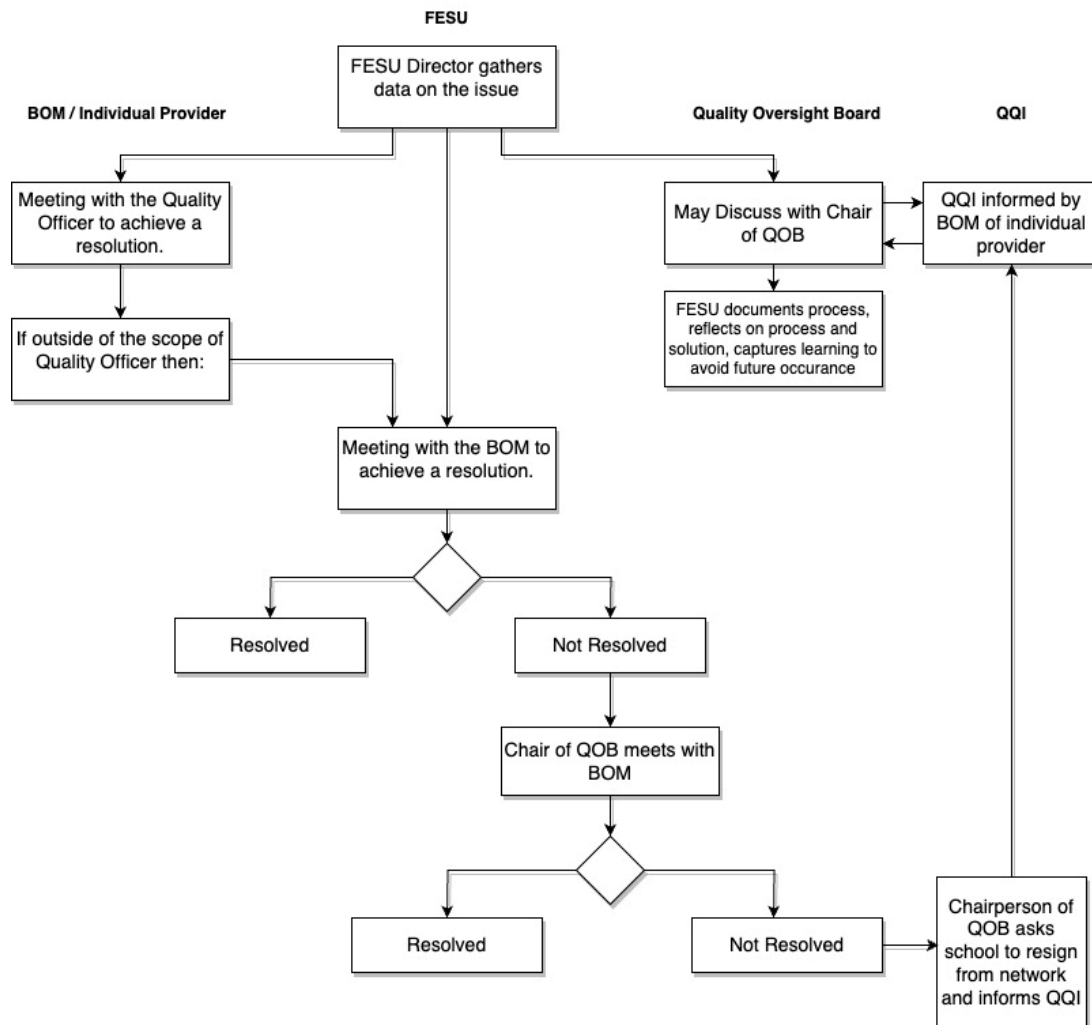 FESU
FESU Director gathers
data on the issue
BOM / Individual Provider
Quality Oversight Board
QQI
Meeting with the Quality
Officer to achieve a
resolution.
May Discuss with Chair
of QOB
QQI informed by
BOM of individual
provider
If outside of the scope of
Quality Officer then:
FESU documents process,
reflects on process and
solution, captures learning to
avoid future occurance
Meeting with the BOM to
achieve a resolution.
Resolved
Not Resolved
Chair of QOB meets with
BOM
Resolved
Not Resolved
Chairperson of
QOB asks
school to resign
from network
and informs QQI